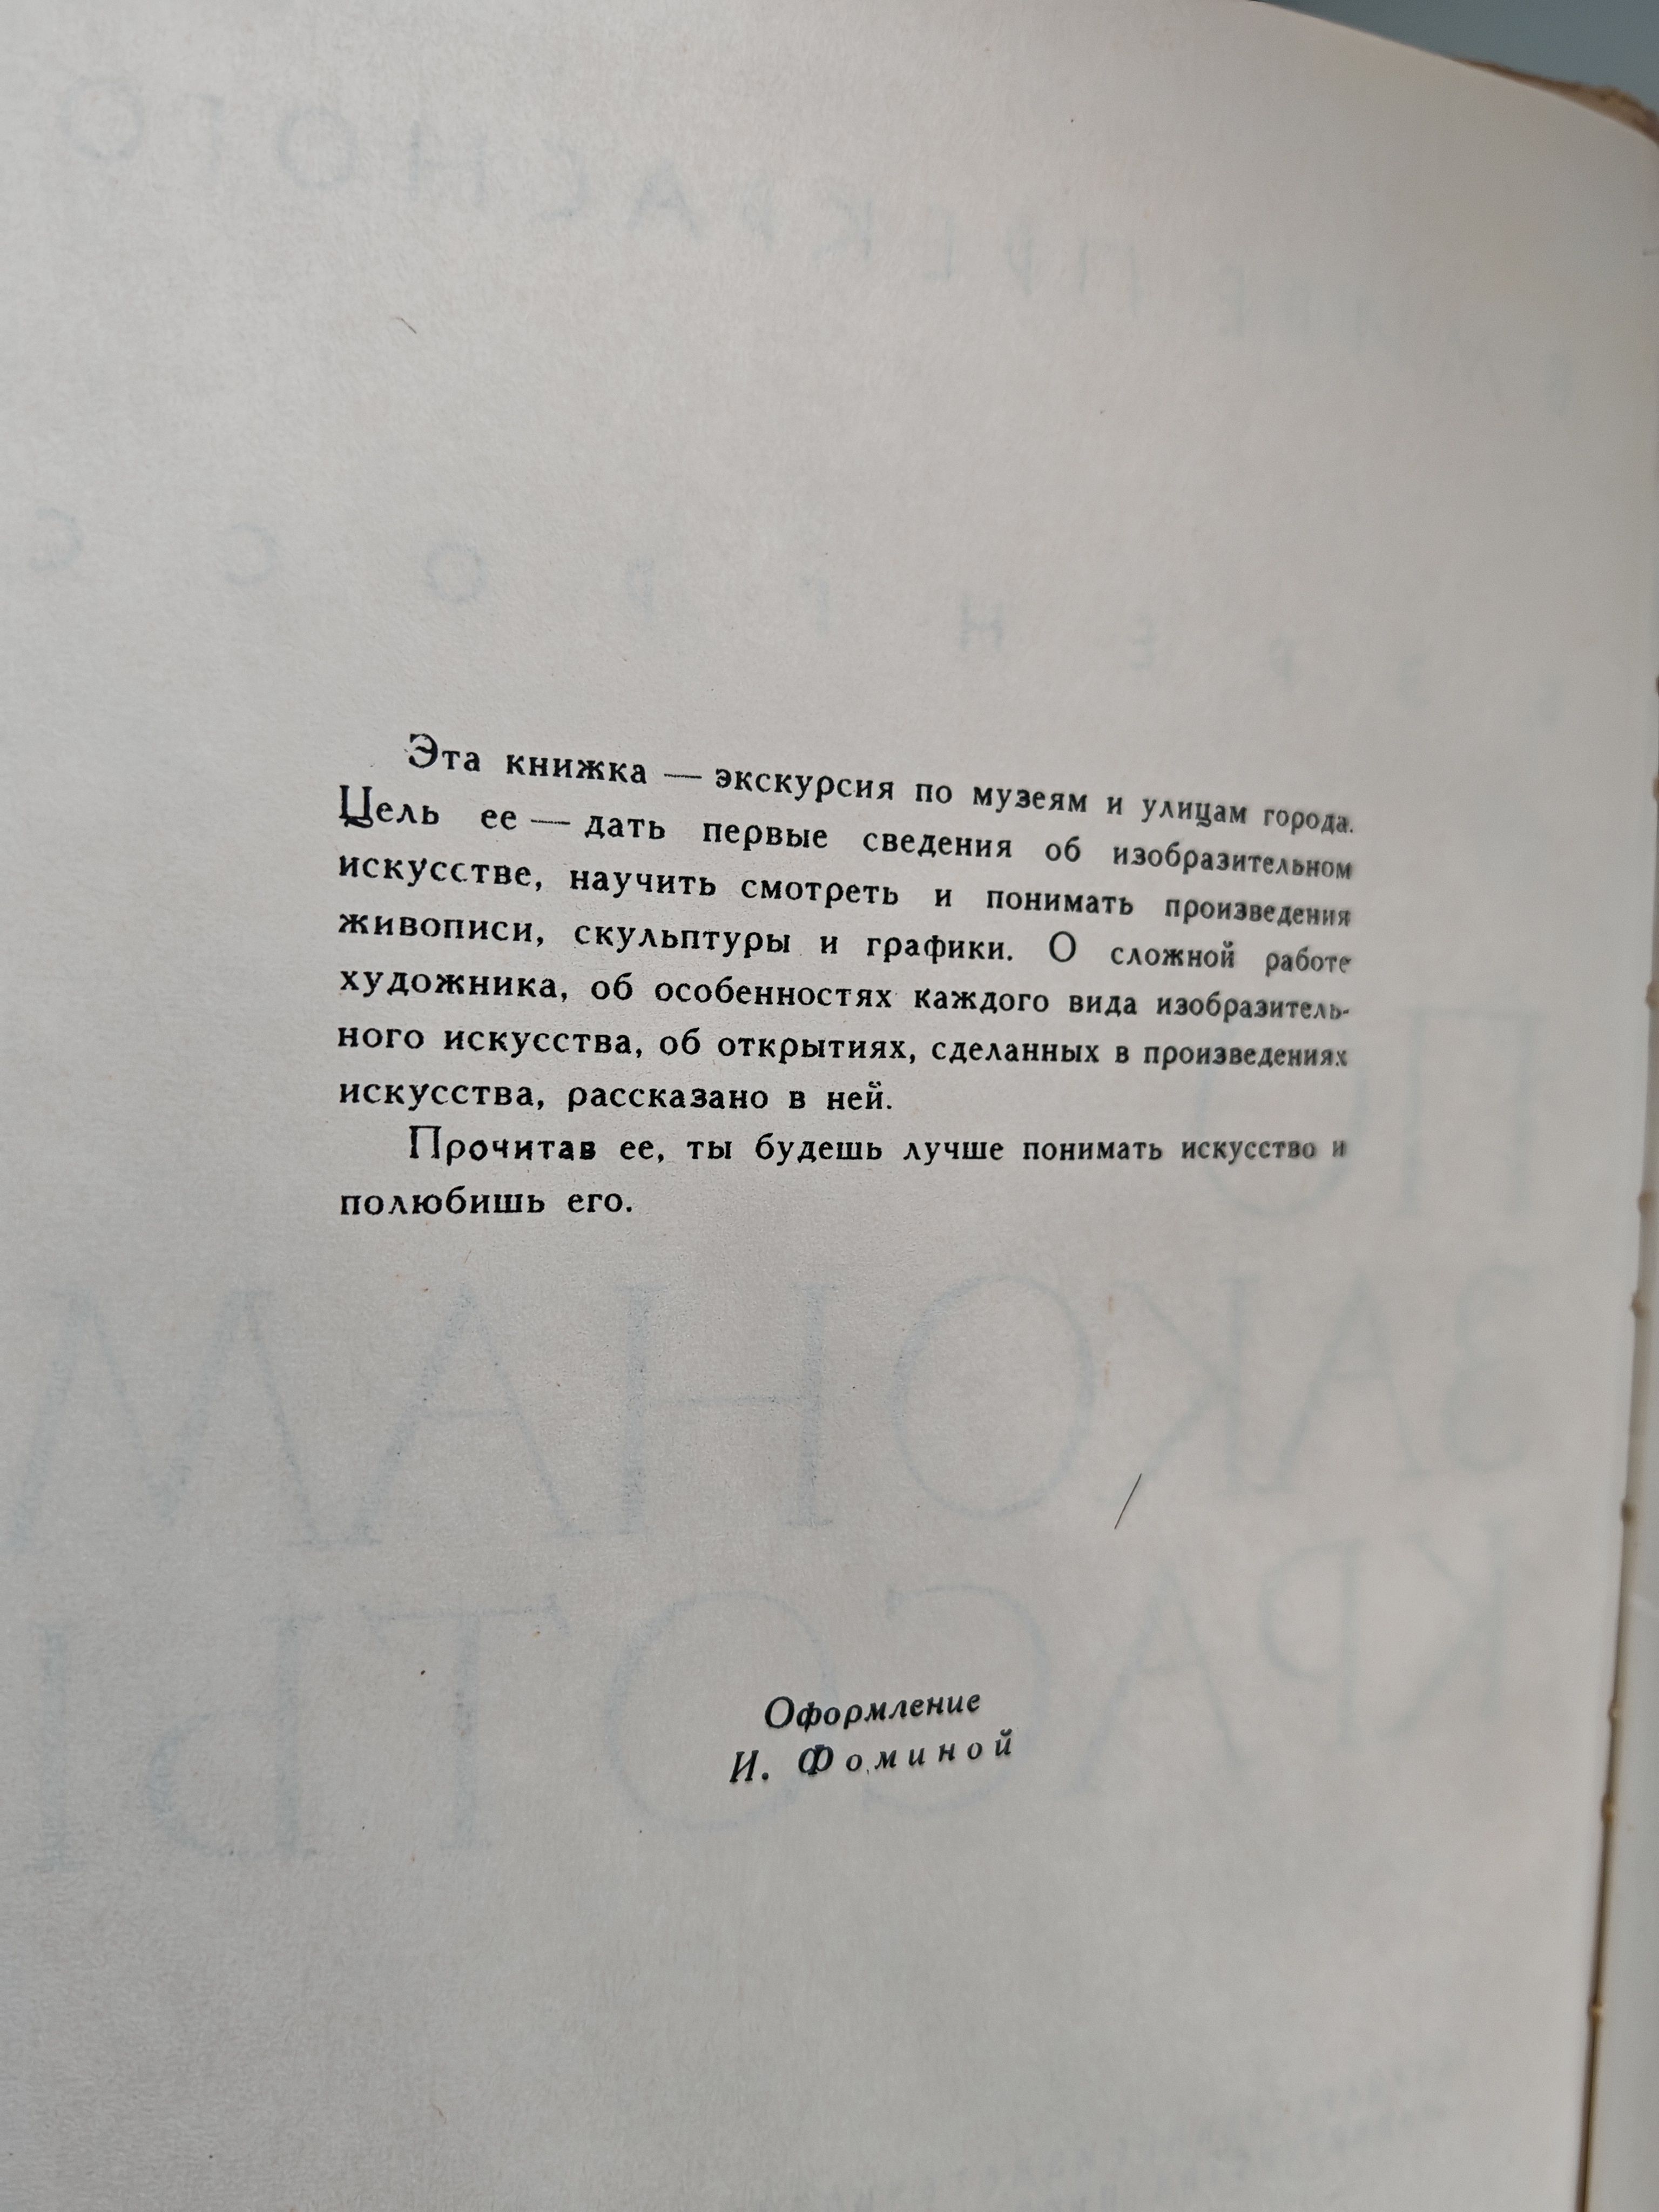 Эта книжка — экскурсия по музеям и улицам города.
Цель ее — дать первые сведения об изобразительном
искусстве, научить смотреть и понимать произведения
живописи, скульптуры и графики. О сложной работе
художника, об особенностях каждого вида изобразитель-
ного искусства, об открытиях, сделанных в произведениях
искусства, рассказано в ней.
Прочитав ее, ты будешь лучше понимать искусство и
полюбишь его.
Оформление
И. Фоминой